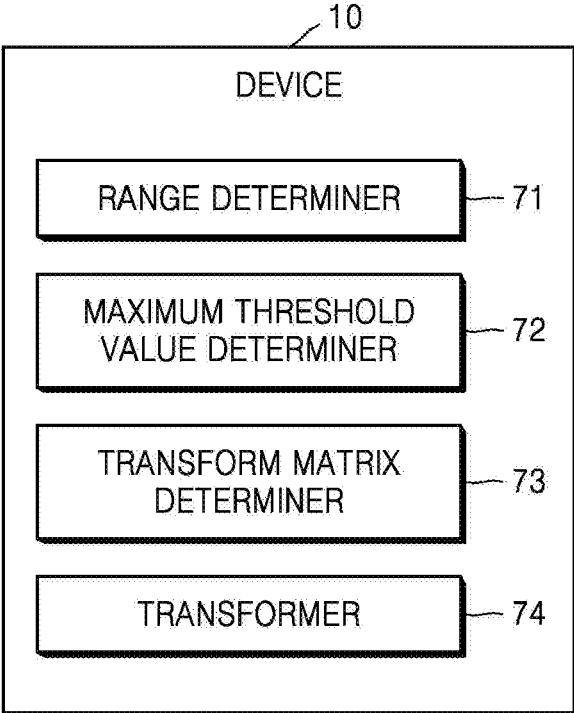 10
DEVICE
RANGE DETERMINER
71
MAXIMUM THRESHOLD
VALUE DETERMINER
72
TRANSFORM MATRIX
DETERMINER
73
TRANSFORMER
74